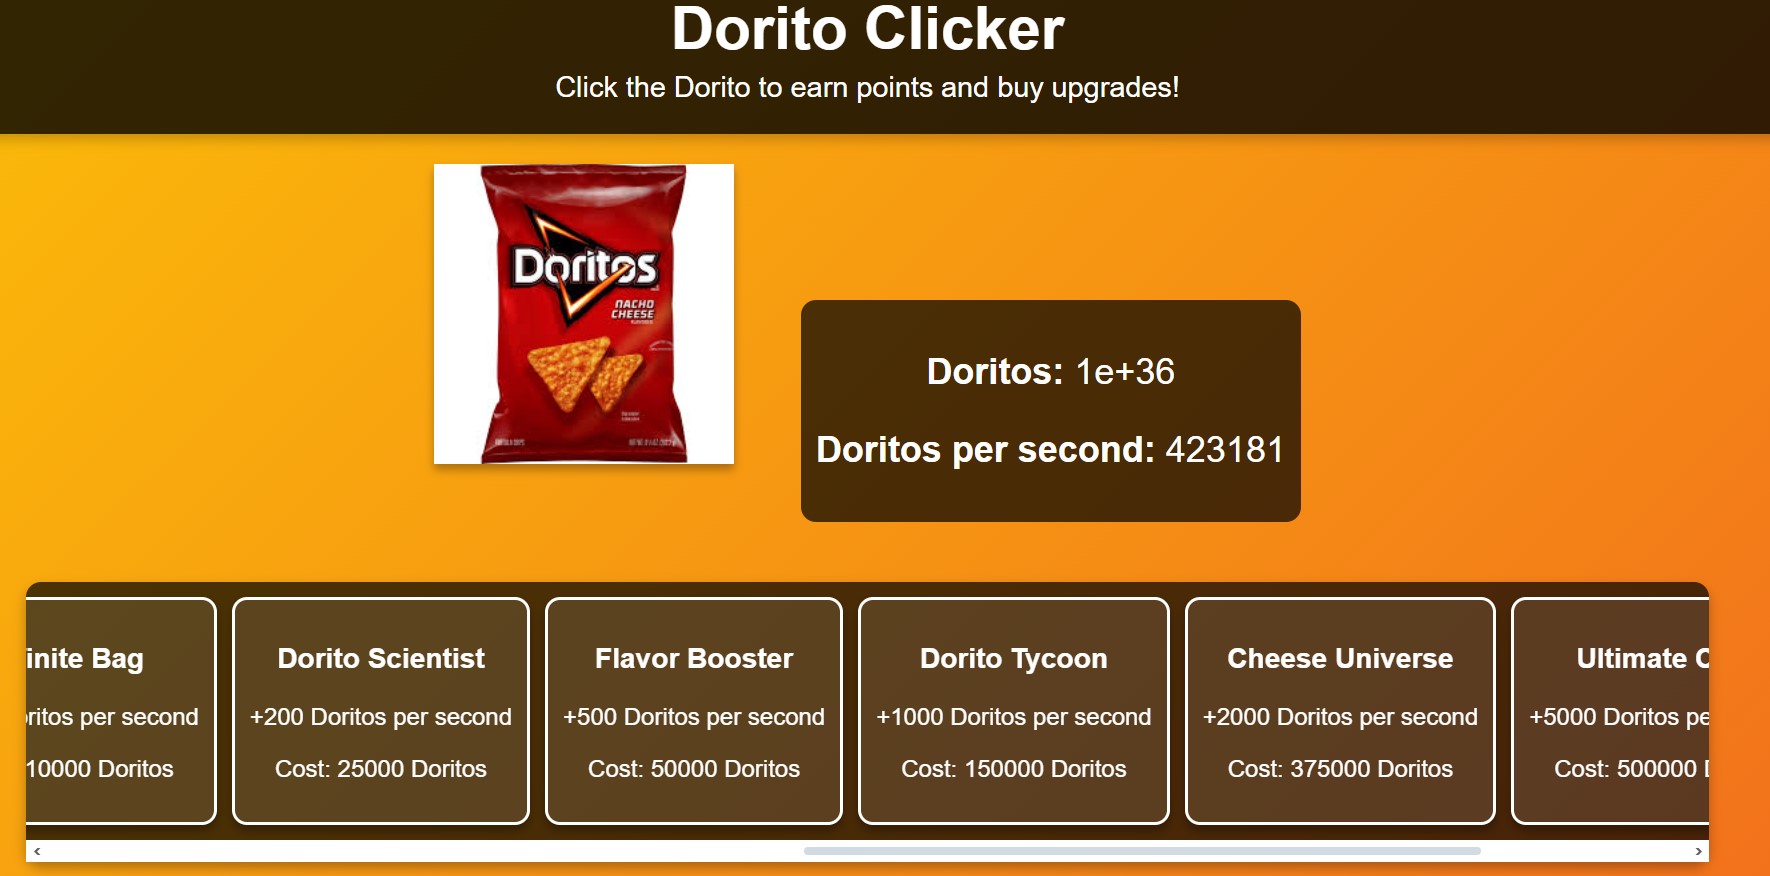 Dorito Clicker
Click the Dorito to earn points and buy upgrades!
Doritos
NACHO
CHEESE
Doritos: 1e+36
Doritos per second: 423181
inite Bag
ritos per second
10000 Doritos
Dorito Scientist
+200 Doritos per second
Cost: 25000 Doritos
Flavor Booster
+500 Doritos per second
Cost: 50000 Doritos
Dorito Tycoon
+1000 Doritos per second
Cost: 150000 Doritos
Cheese Universe
+2000 Doritos per second
Cost: 375000 Doritos
Ultimate C
+5000 Doritos pe
Cost: 500000